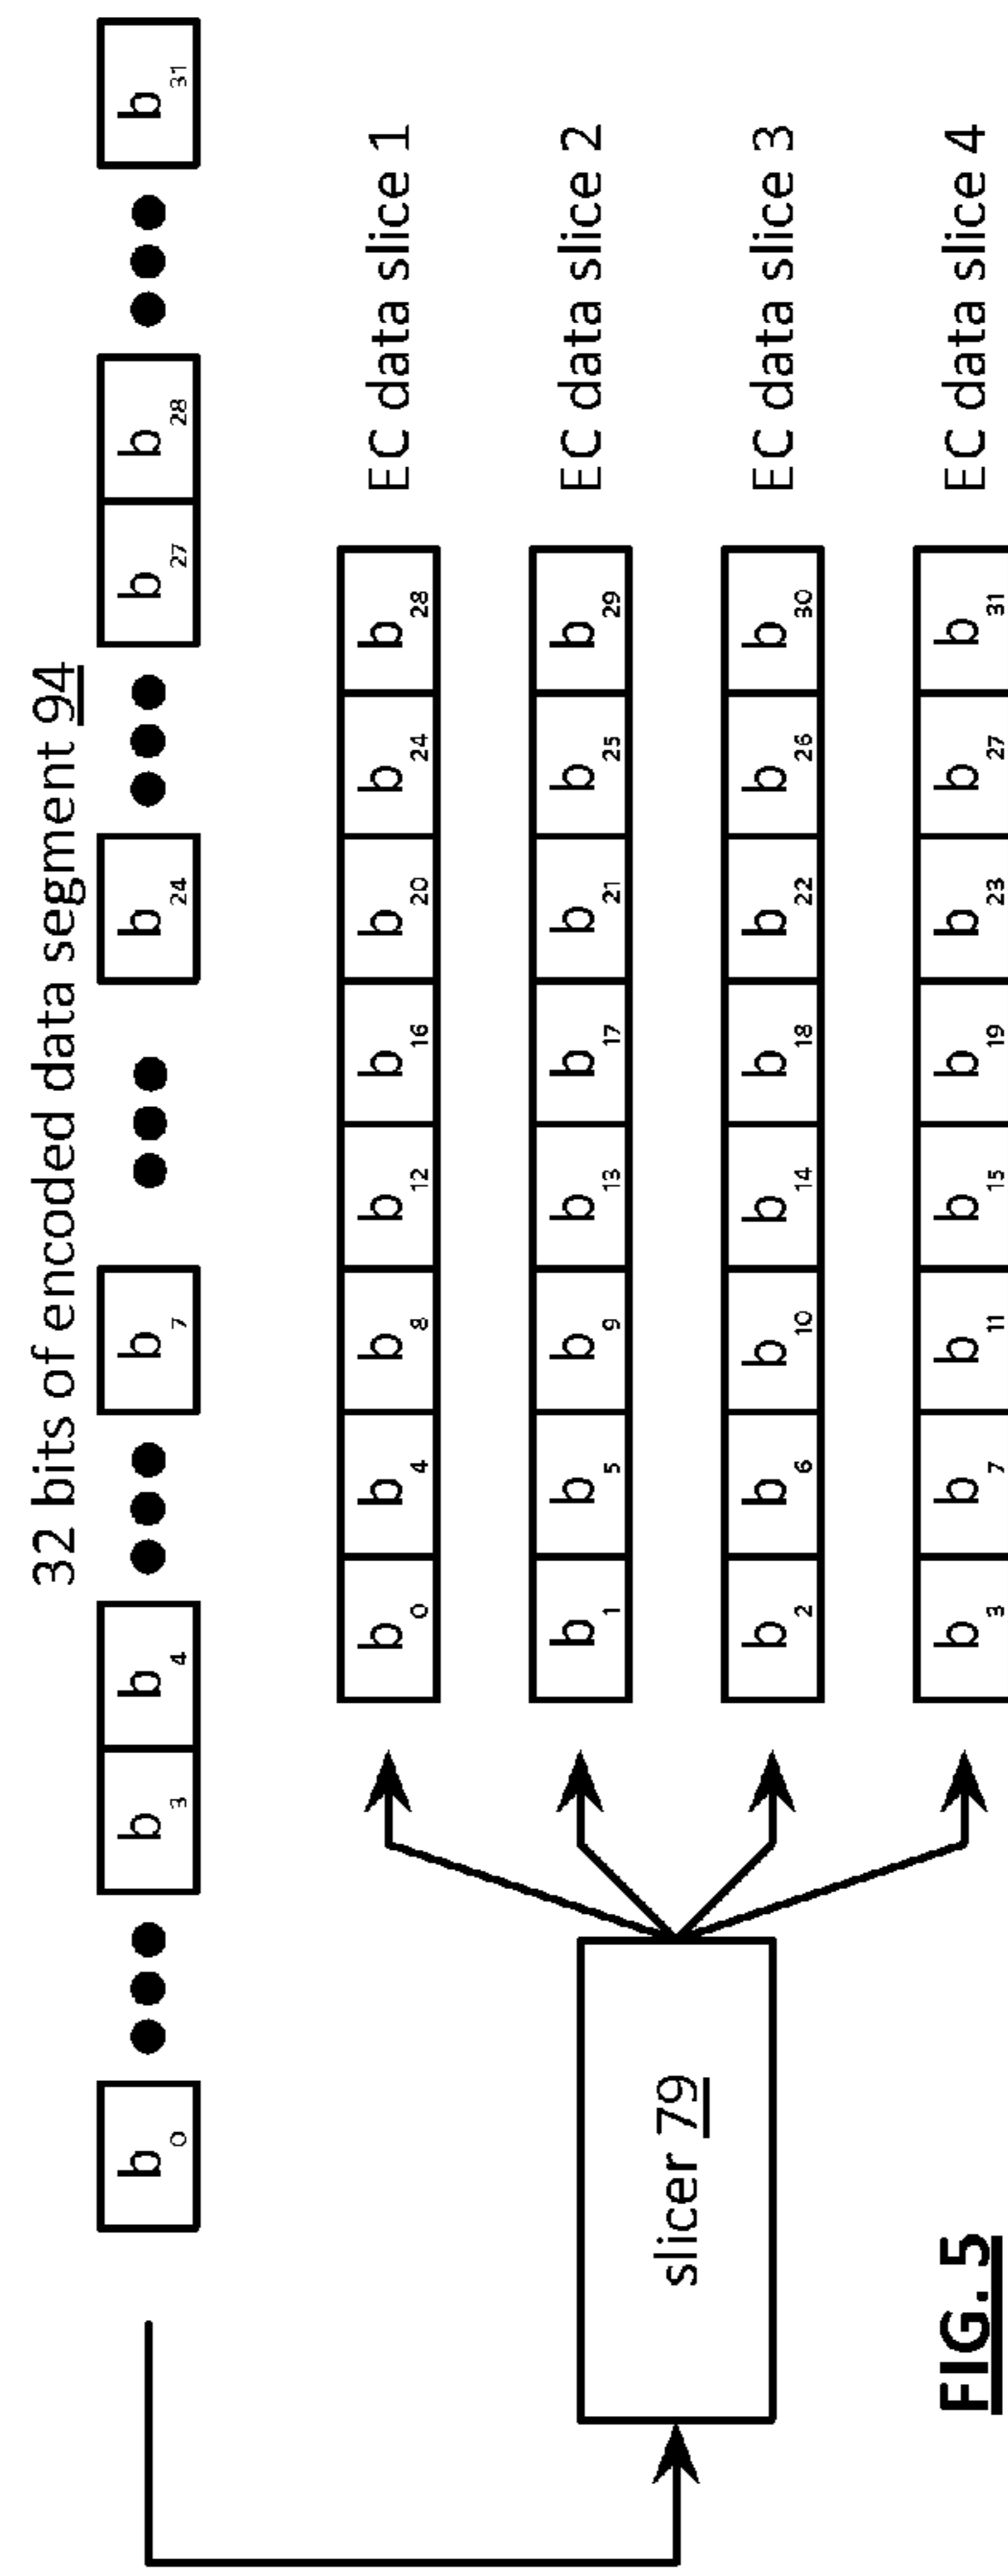 32 bits of encoded data segment 94
b0 ••• b3 b4 ••• b7 ••• b24 ••• b27 b28 ••• b31
b0 b4 b8 b12 b16 b20 b24 b28 EC data slice 1
b1 b5 b9 b13 b17 b21 b25 b29 EC data slice 2
slicer 79
b2 b6 b10 b14 b18 b22 b26 b30 EC data slice 3
b3 b7 b11 b15 b19 b23 b27 b31 EC data slice 4
FIG. 5